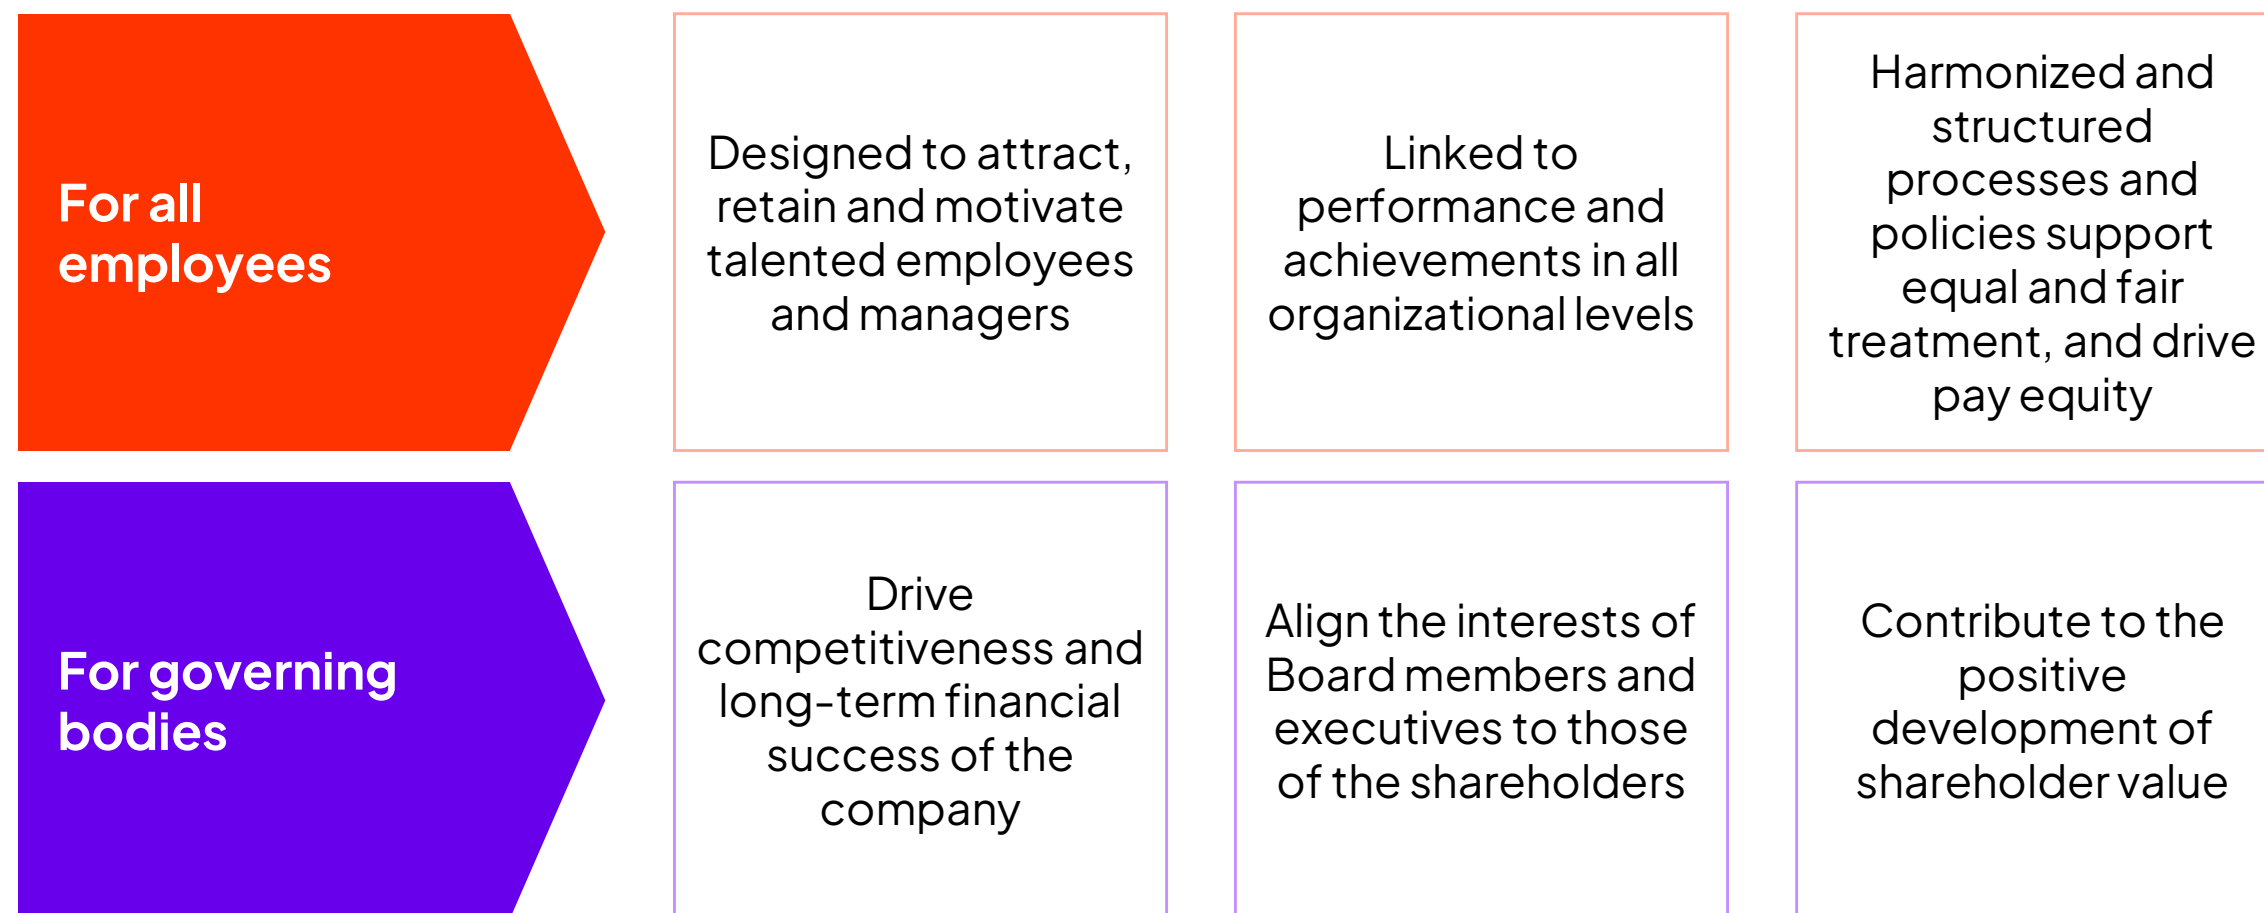 For all
employees
Designed to attract,
retain and motivate
talented employees
and managers
Linked to
performance and
achievements in all
organizational levels
Harmonized and
structured
processes and
policies support
equal and fair
treatment, and drive
pay equity
For governing
bodies
Drive
competitiveness and
long-term financial
success of the
company
Align the interests of
Board members and
executives to those
of the shareholders
Contribute to the
positive
development of
shareholder value